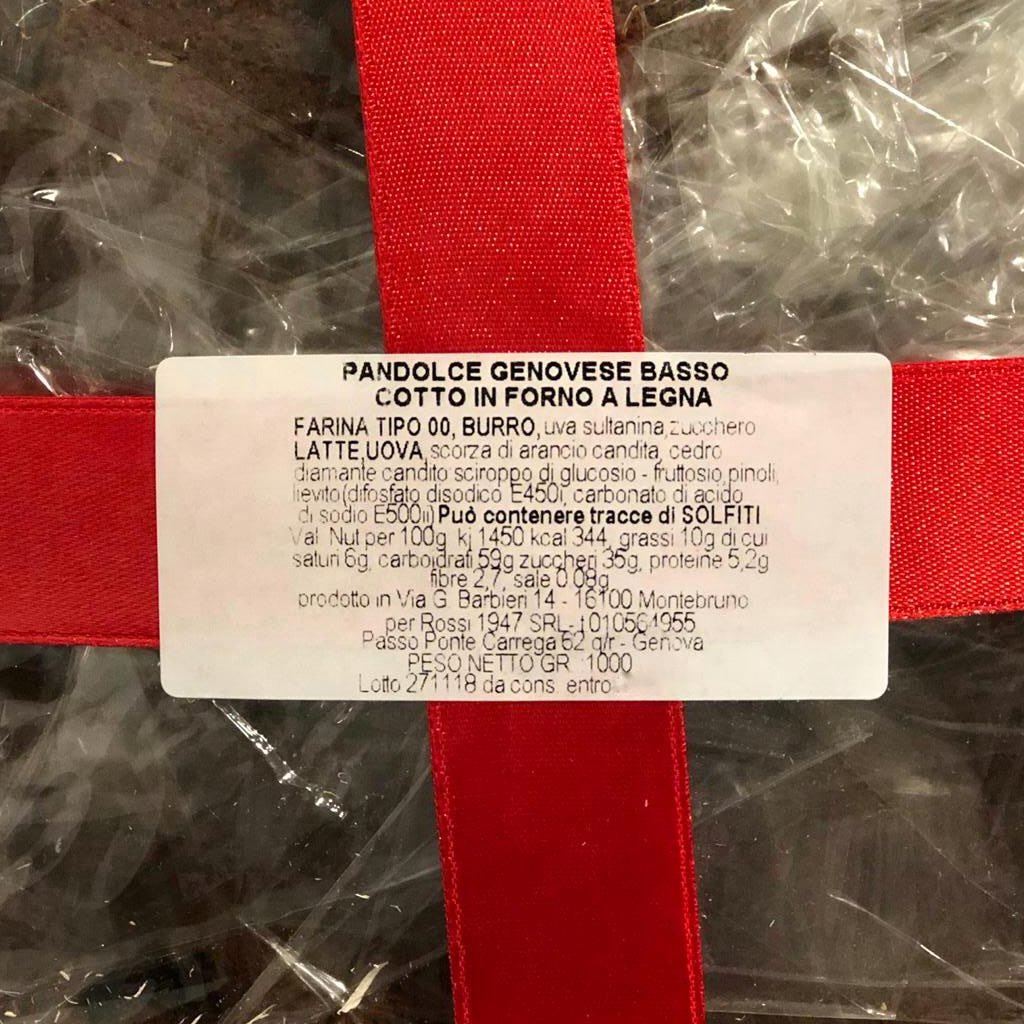 PANDOLCE GENOVESE BASSO
COTTO IN FORNO A LEGNA
FARINA TIPO 00, BURRO, uva sultanina,zucchero
LATTE,UOVA, scorza di arancio candita, cedro
diamante candito sciroppo di glucosio - fruttosio,pinoli,
lievito(difosfato disodico E450i, carbonato di acido
di sodio E500ii)Può contenere tracce di SOLFITI
Val. Nut per 100g kj 1450 kcal 344, grassi 10g di cui
saturi 6g, carboidrati 59g zuccheri 35g, proteine 5,2g
fibre 2,7, sale 0.08g
prodotto in Via G. Barbieri 14 - 16100 Montebruno
per Rossi 1947 SRL- t 010564955
Passo Ponte Carrega 62 q/r - Genova
PESO NETTO GR. :1000
Lotto 271118 da cons. entro